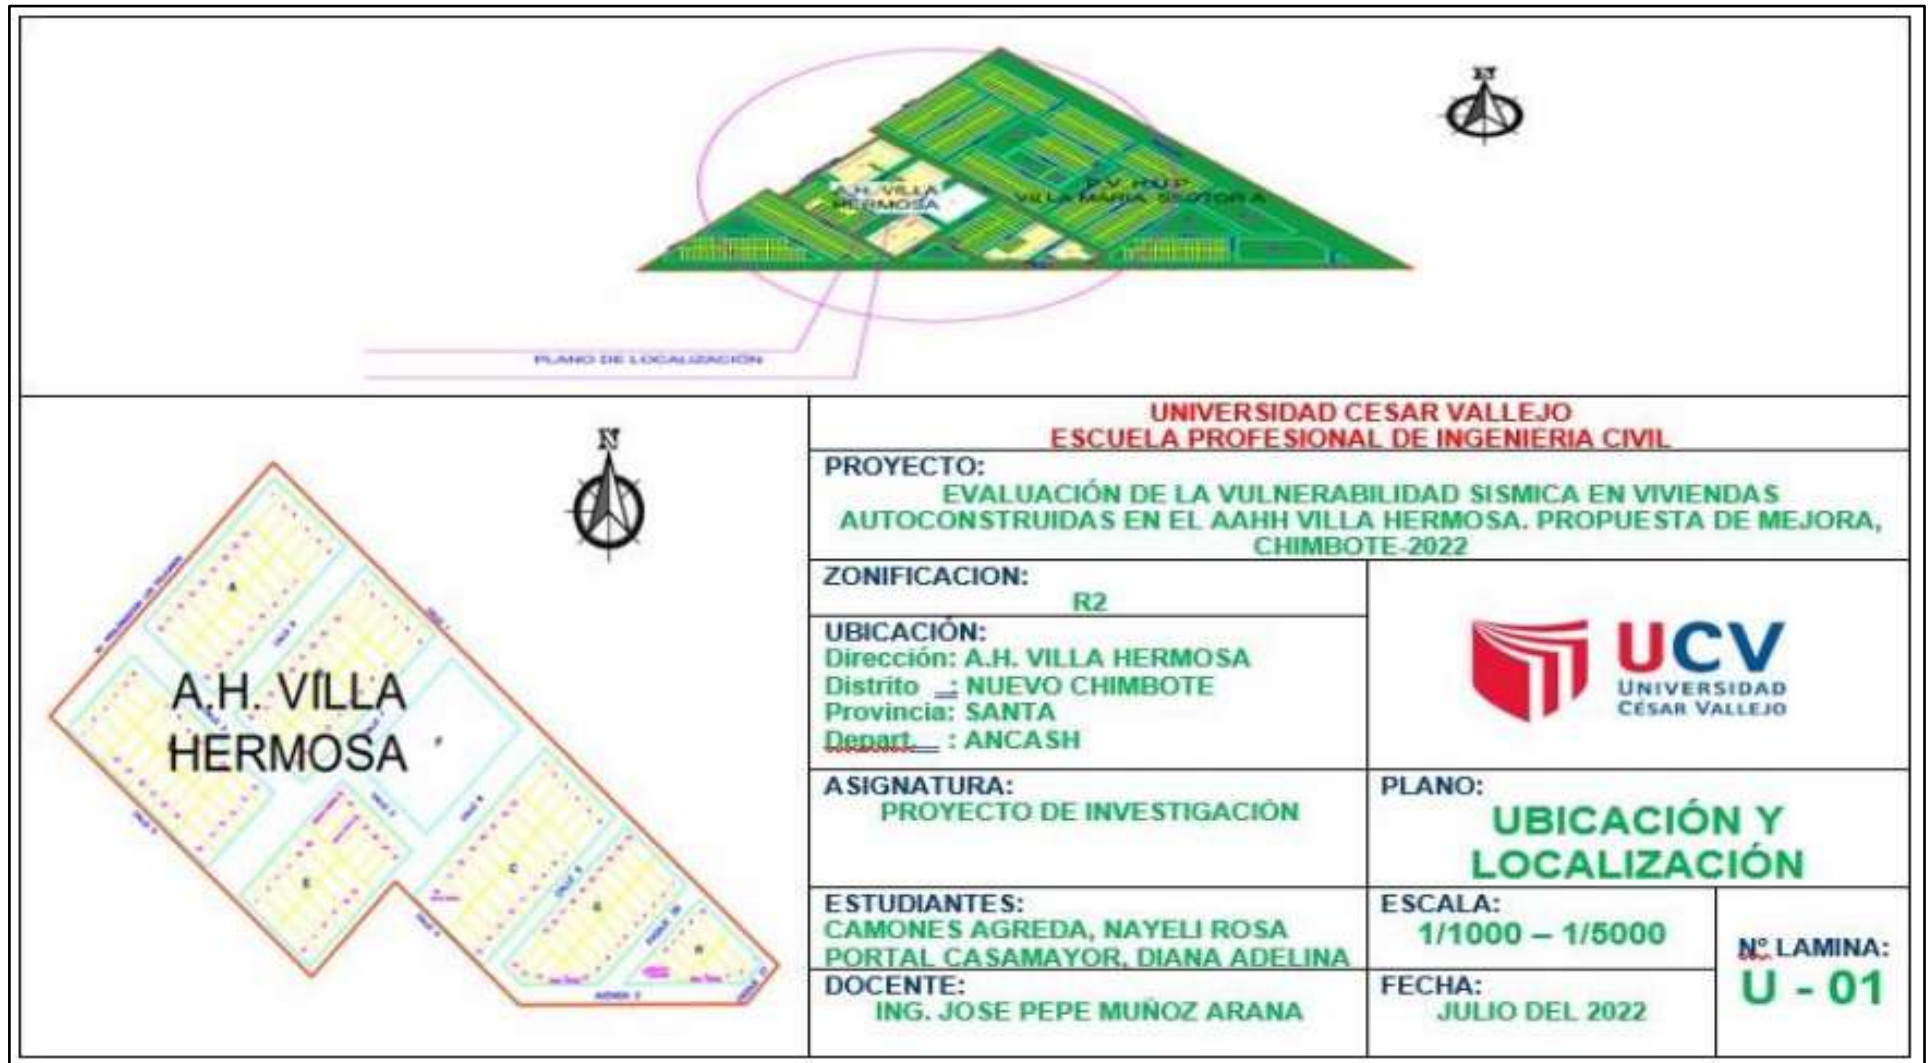 N
A.H. VILLA
HERMOSA
P.V. H.U.P
VILLA MARIA SECTOR A
PLANO DE LOCALIZACIÓN
N
A.H. VILLA
HERMOSA
A
F
E
C
G
H
UNIVERSIDAD CESAR VALLEJO
ESCUELA PROFESIONAL DE INGENIERIA CIVIL
PROYECTO:
EVALUACIÓN DE LA VULNERABILIDAD SISMICA EN VIVIENDAS
AUTOCONSTRUIDAS EN EL AAHH VILLA HERMOSA. PROPUESTA DE MEJORA,
CHIMBOTE-2022
ZONIFICACION:
R2
UBICACIÓN:
Dirección: A.H. VILLA HERMOSA
Distrito : NUEVO CHIMBOTE
Provincia: SANTA
Depart. : ANCASH
UCV
UNIVERSIDAD
CÉSAR VALLEJO
ASIGNATURA:
PROYECTO DE INVESTIGACIÓN
PLANO:
UBICACIÓN Y
LOCALIZACIÓN
ESTUDIANTES:
CAMONES AGREDA, NAYELI ROSA
PORTAL CASAMAYOR, DIANA ADELINA
ESCALA:
1/1000 – 1/5000
N° LAMINA:
U - 01
DOCENTE:
ING. JOSE PEPE MUÑOZ ARANA
FECHA:
JULIO DEL 2022